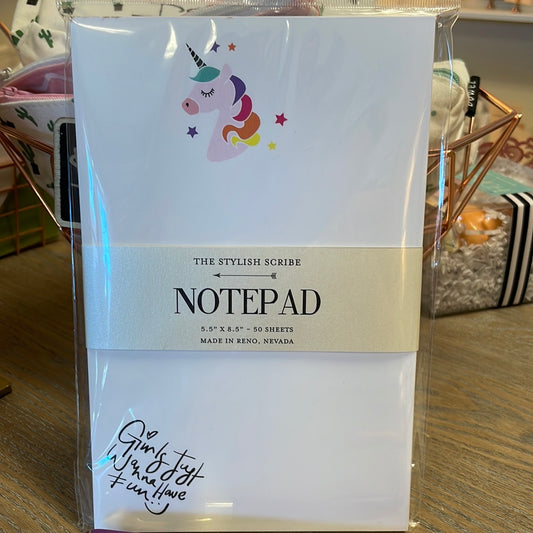 THE STYLISH SCRIBE
NOTEPAD
5.5" X 8.5" - 50 SHEETS
MADE IN RENO, NEVADA
Girls Just
Wanna Have
Fun